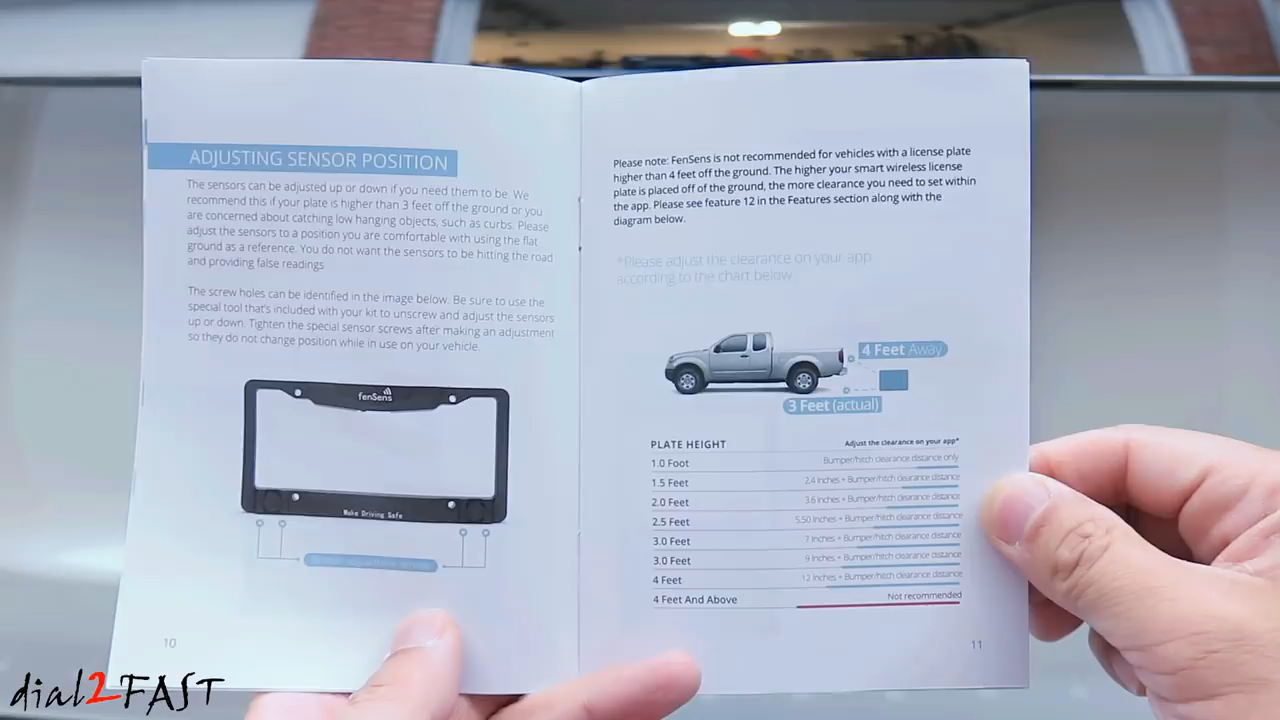 ADJUSTING SENSOR POSITION
The sensors can be adjusted up or down if you need them to be. We
recommend this if your plate is higher than 3 feet off the ground or you
are concerned about catching low hanging objects, such as curbs. Please
adjust the sensors to a position you are comfortable with using the flat
ground as a reference. You do not want the sensors to be hitting the road
and providing false readings
The screw holes can be identified in the image below. Be sure to use the
special tool that's included with your kit to unscrew and adjust the sensors
up or down. Tighten the special sensor screws after making an adjustment
so they do not change position while in use on your vehicle.
fenSens
Make Driving Safe
10
Please note: FenSens is not recommended for vehicles with a license plate
higher than 4 feet off the ground. The higher your smart wireless license
plate is placed off of the ground, the more clearance you need to set within
the app. Please see feature 12 in the Features section along with the
diagram below.
*Please adjust the clearance on your app
according to the chart below
4 Feet Away
3 Feet (actual)
PLATE HEIGHT Adjust the clearance on your app*
1.0 Foot Bumper/hitch clearance distance only
1.5 Feet 2.4 Inches + Bumper/hitch clearance distance
2.0 Feet 3.6 Inches + Bumper/hitch clearance distance
2.5 Feet 5.50 Inches + Bumper/hitch clearance distance
3.0 Feet 7 Inches + Bumper/hitch clearance distance
3.0 Feet 9 Inches + Bumper/hitch clearance distance
4 Feet 12 Inches + Bumper/hitch clearance distance
4 Feet And Above Not recommended
11
dial2FAST